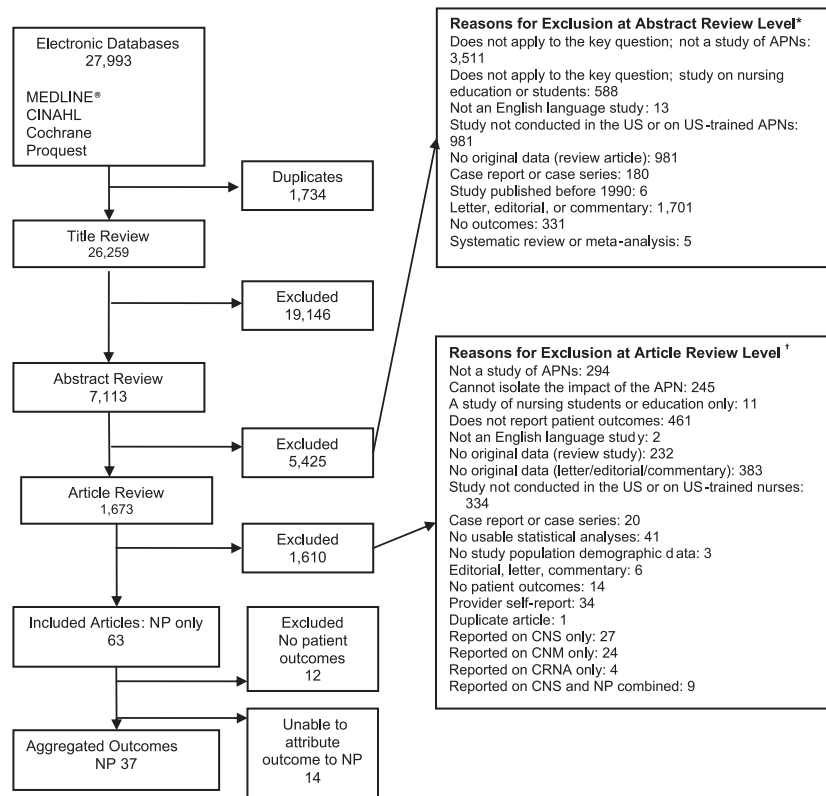 Electronic Databases
27,993
MEDLINE®
CINAHL
Cochrane
Proquest
Duplicates
1,734
Title Review
26,259
Excluded
19,146
Abstract Review
7,113
Excluded
5,425
Article Review
1,673
Excluded
1,610
Included Articles: NP only
63
Excluded
No patient
outcomes
12
Unable to
attribute
outcome to NP
14
Aggregated Outcomes
NP 37
Reasons for Exclusion at Abstract Review Level*
Does not apply to the key question; not a study of APNs:
3,511
Does not apply to the key question; study on nursing
education or students: 588
Not an English language study: 13
Study not conducted in the US or on US-trained APNs:
981
No original data (review article): 981
Case report or case series: 180
Study published before 1990: 6
Letter, editorial, or commentary: 1,701
No outcomes: 331
Systematic review or meta-analysis: 5
Reasons for Exclusion at Article Review Level †
Not a study of APNs: 294
Cannot isolate the impact of the APN: 245
A study of nursing students or education only: 11
Does not report patient outcomes: 461
Not an English language study: 2
No original data (review study): 232
No original data (letter/editorial/commentary): 383
Study not conducted in the US or on US-trained nurses:
334
Case report or case series: 20
No usable statistical analyses: 41
No study population demographic data: 3
Editorial, letter, commentary: 6
No patient outcomes: 14
Provider self-report: 34
Duplicate article: 1
Reported on CNS only: 27
Reported on CNM only: 24
Reported on CRNA only: 4
Reported on CNS and NP combined: 9